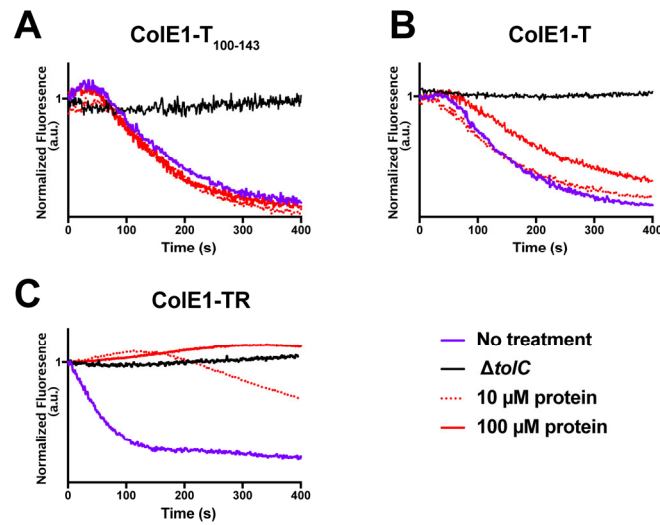 A
ColE1-T100-143
Normalized Fluoresence
(a.u.)
1
0
100
200
300
400
Time (s)
B
ColE1-T
Normalized Fluoresence
(a.u.)
1
0
100
200
300
400
Time (s)
C
ColE1-TR
Normalized Fluoresence
(a.u.)
1
0
100
200
300
400
Time (s)
No treatment
ΔtolC
10 μM protein
100 μM protein